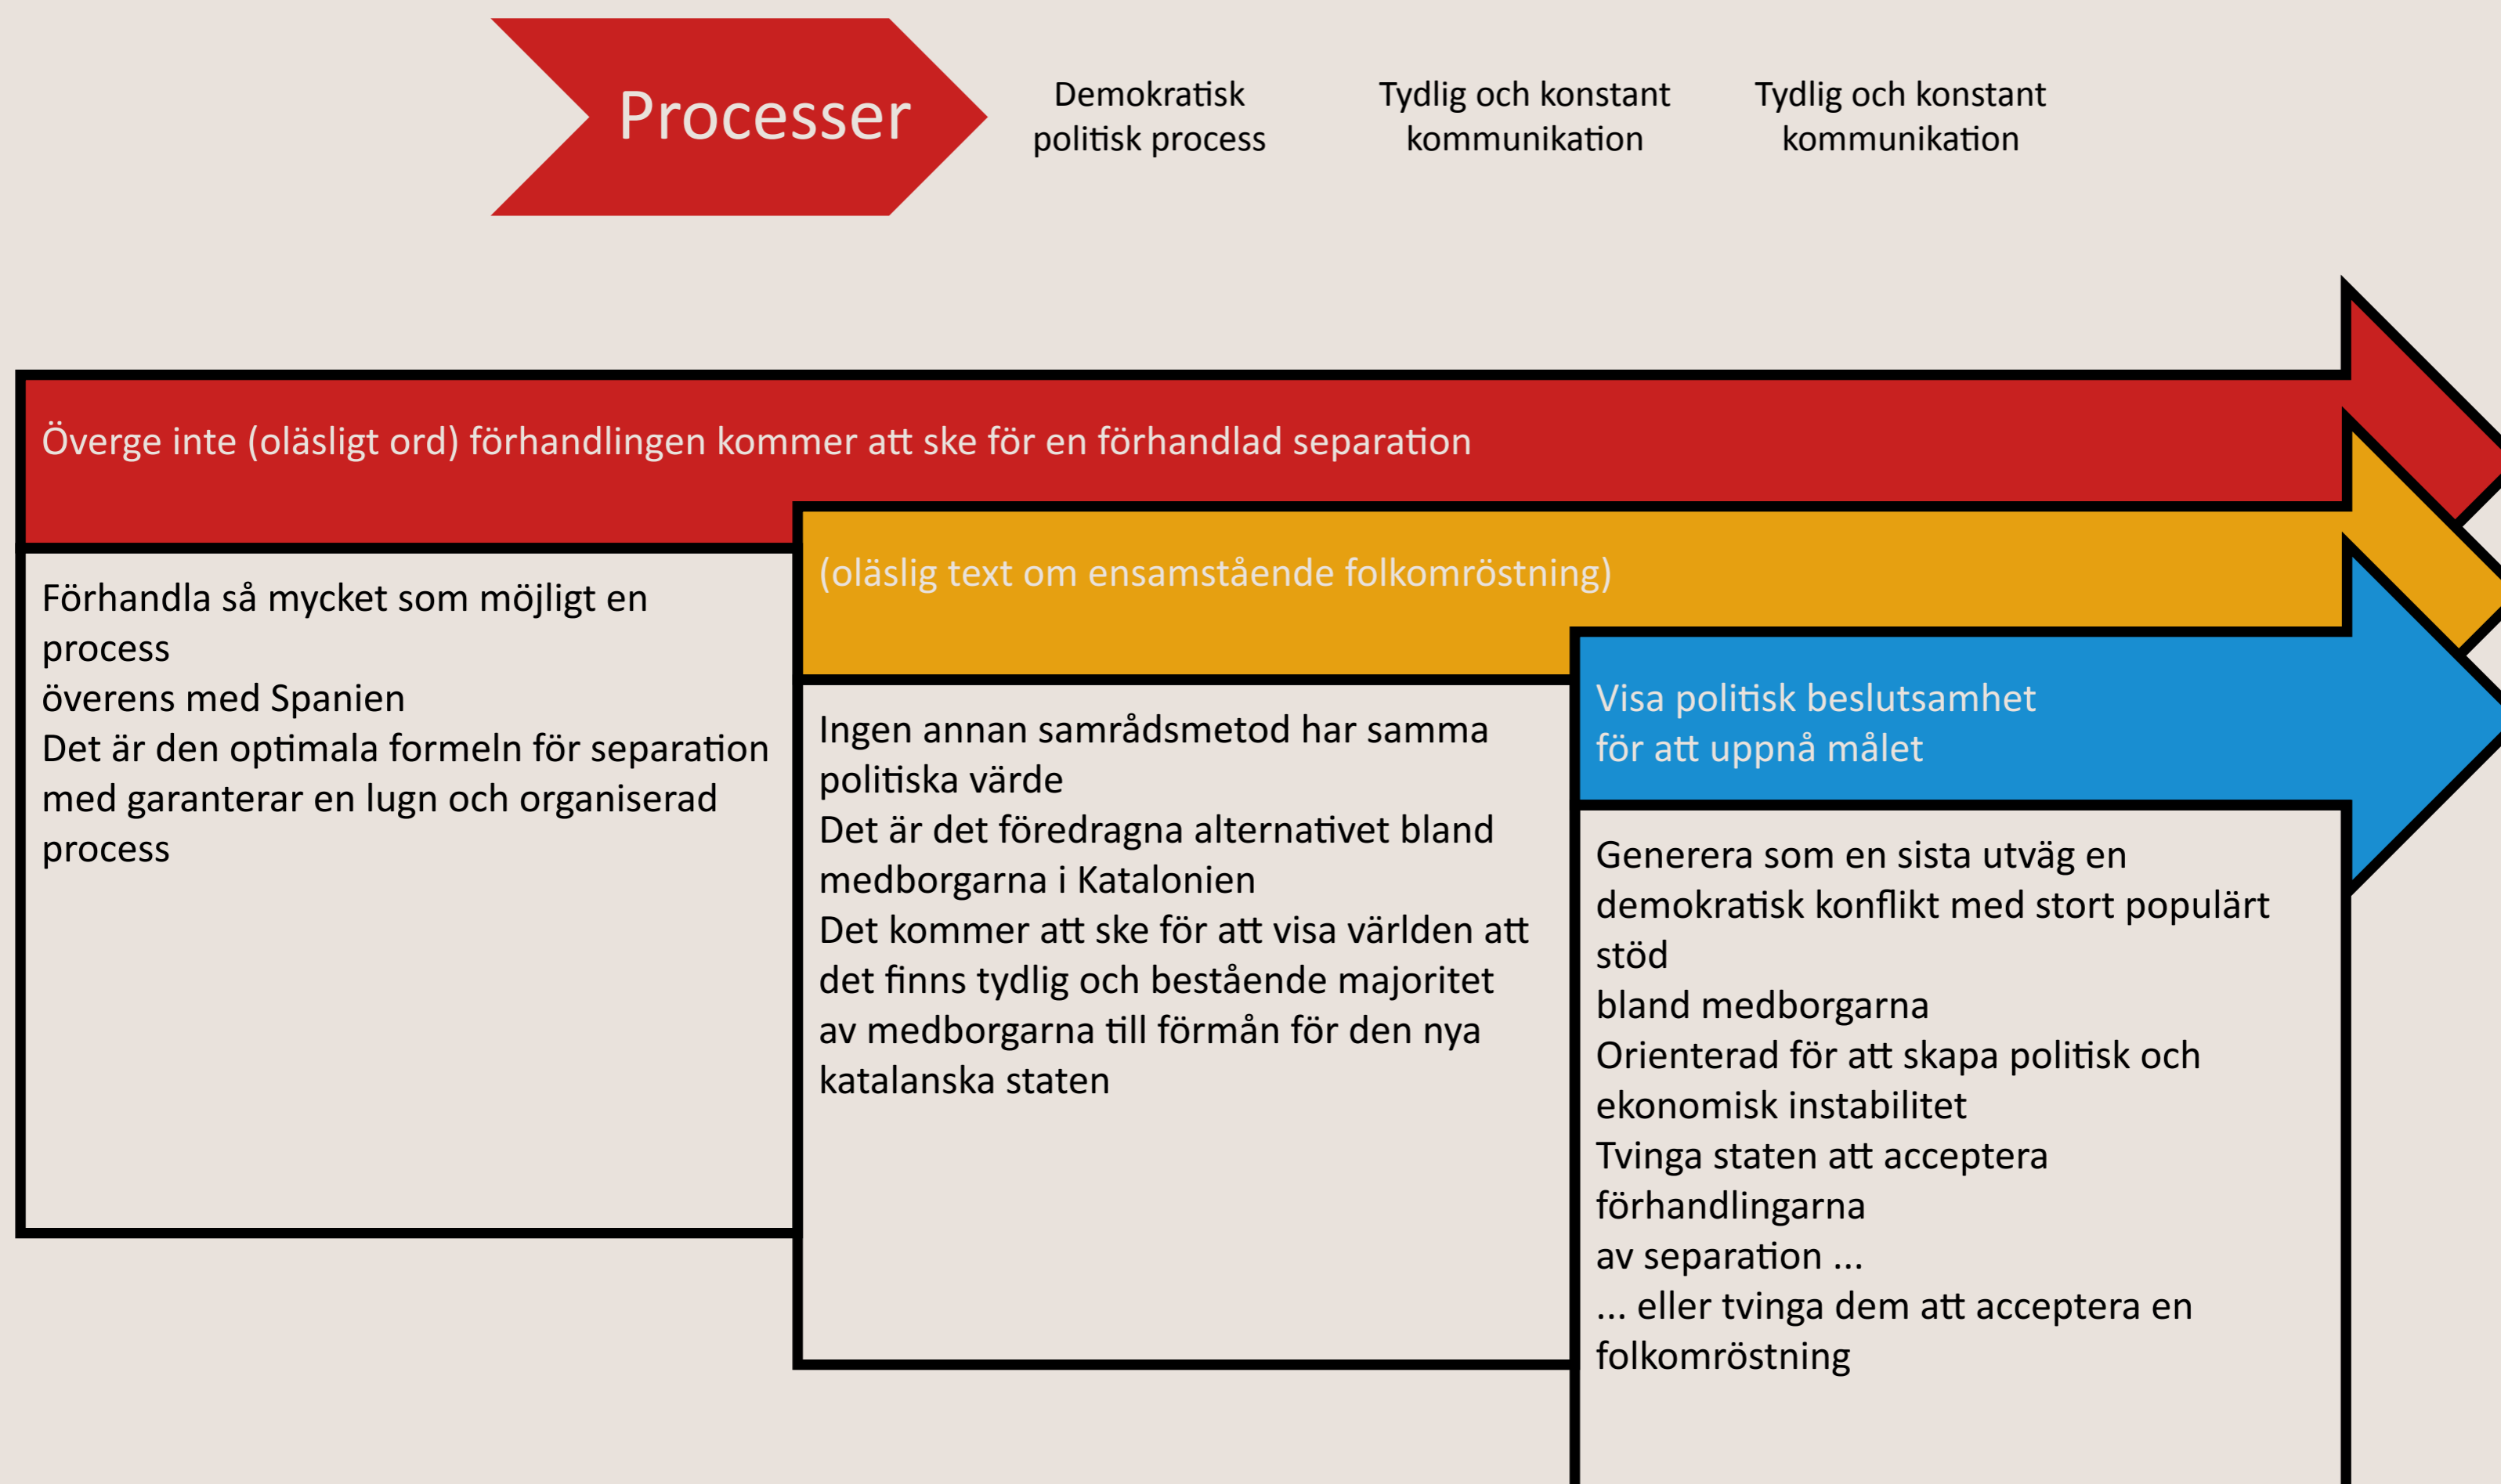 Processer
Demokratisk
politisk process
Tydlig och konstant
kommunikation
Tydlig och konstant
kommunikation
Överge inte (oläsligt ord) förhandlingen kommer att ske för en förhandlad separation
Förhandla så mycket som möjligt en
process
överens med Spanien
Det är den optimala formeln för separation
med garanterar en lugn och organiserad
process
(oläslig text om ensamstående folkomröstning)
Ingen annan samrådsmetod har samma
politiska värde
Det är det föredragna alternativet bland
medborgarna i Katalonien
Det kommer att ske för att visa världen att
det finns tydlig och bestående majoritet
av medborgarna till förmån för den nya
katalanska staten
Visa politisk beslutsamhet
för att uppnå målet
Generera som en sista utväg en
demokratisk konflikt med stort populärt
stöd
bland medborgarna
Orienterad för att skapa politisk och
ekonomisk instabilitet
Tvinga staten att acceptera
förhandlingarna
av separation ...
... eller tvinga dem att acceptera en
folkomröstning